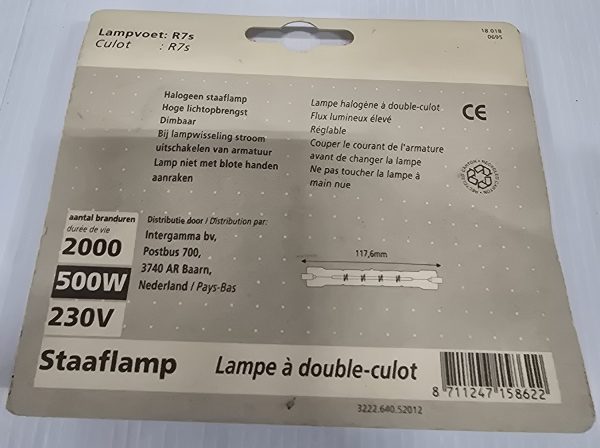 Lampvoet: R7s
Culot : R7s
18 018
0695
Halogeen staaflamp
Hoge lichtopbrengst
Dimbaar
Bij lampwisseling stroom
uitschakelen van armatuur
Lamp niet met blote handen
aanraken
Lampe halogène à double-culot
Flux lumineux élevé
Réglable
Couper le courant de l'armature
avant de changer la lampe
Ne pas toucher la lampe à
main nue
CE
aantal branduren
durée de vie
2000
500W
230V
Distributie door / Distribution par:
Intergamma bv,
Postbus 700,
3740 AR Baarn,
Nederland / Pays-Bas
117,6mm
Staaflamp
Lampe à double-culot
8 711247 158622
3222.640.52012